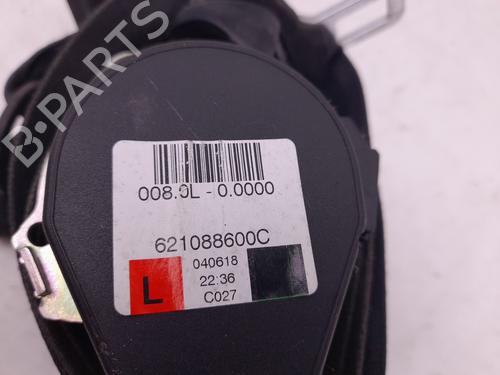 B-PARTS
008.9L - 0.0000
621088600C
L
040618
22:36
C027